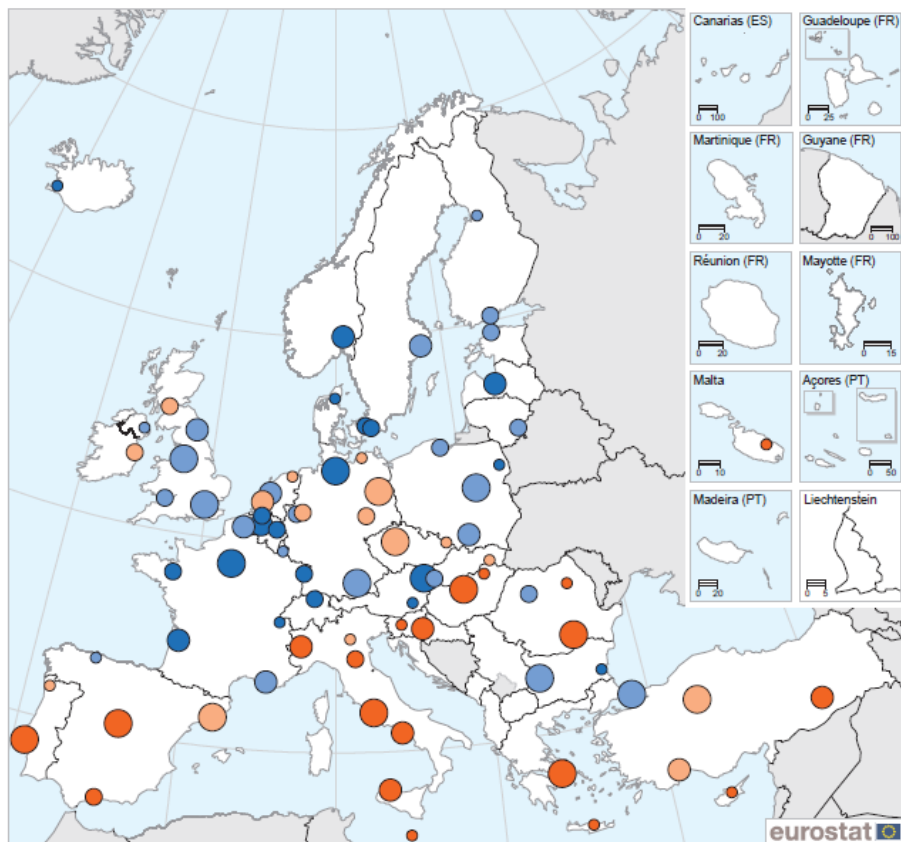 Canarias (ES)
0 100
Guadeloupe (FR)
0 25
Martinique (FR)
0 20
Guyane (FR)
0 100
Réunion (FR)
0 20
Mayotte (FR)
0 15
Malta
0 10
Açores (PT)
0 50
Madeira (PT)
0 20
Liechtenstein
0 5
eurostat